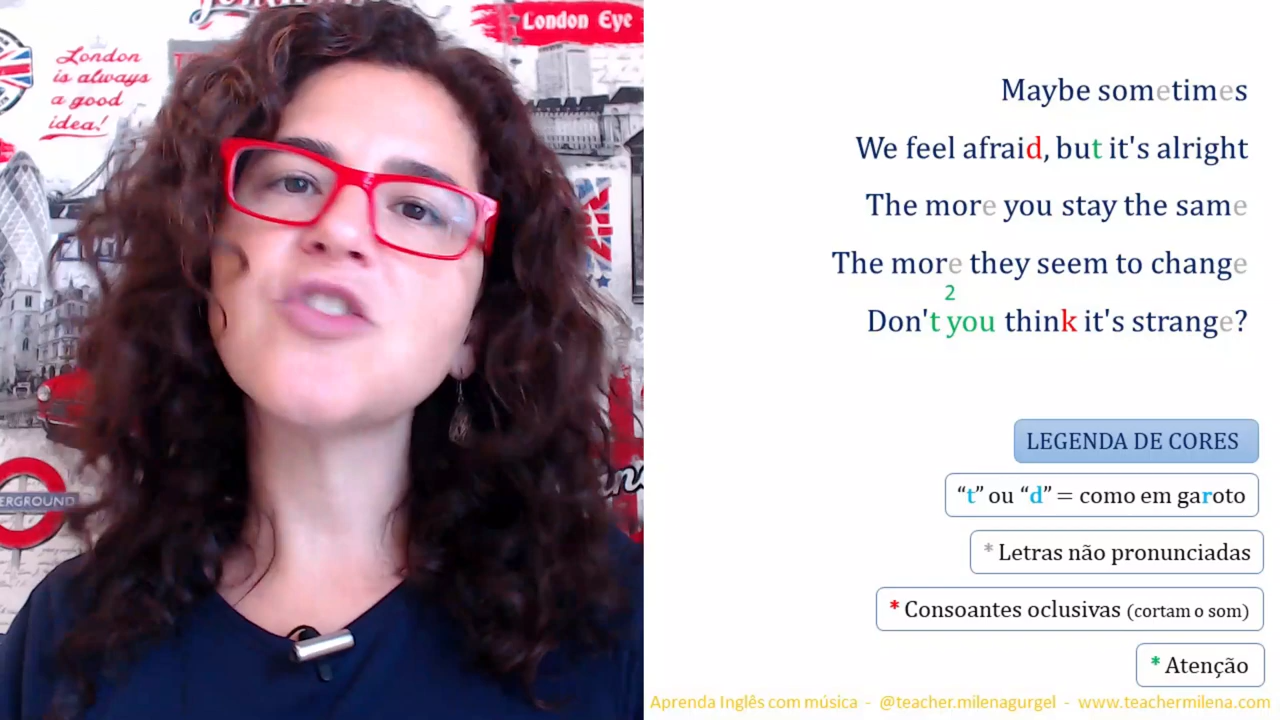 London Eye
London
is always
a good
idea!
Maybe sometimes
We feel afraid, but it's alright
The more you stay the same
The more they seem to change
2
Don't you think it's strange?
LEGENDA DE CORES
“t” ou “d” = como em garoto
* Letras não pronunciadas
* Consoantes oclusivas (cortam o som)
* Atenção
ERGROUND
Aprenda Inglês com música - @teacher.milenagurgel - www.teachermilena.com